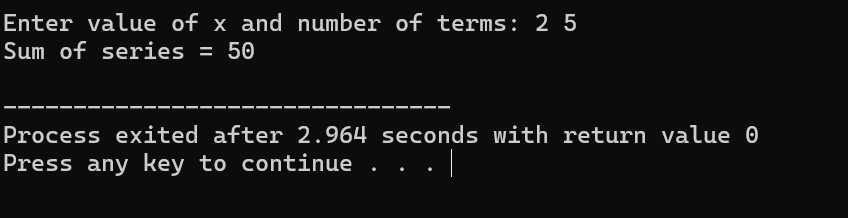 Enter value of x and number of terms: 2 5
Sum of series = 50
--------------------------------
Process exited after 2.964 seconds with return value 0
Press any key to continue . . .